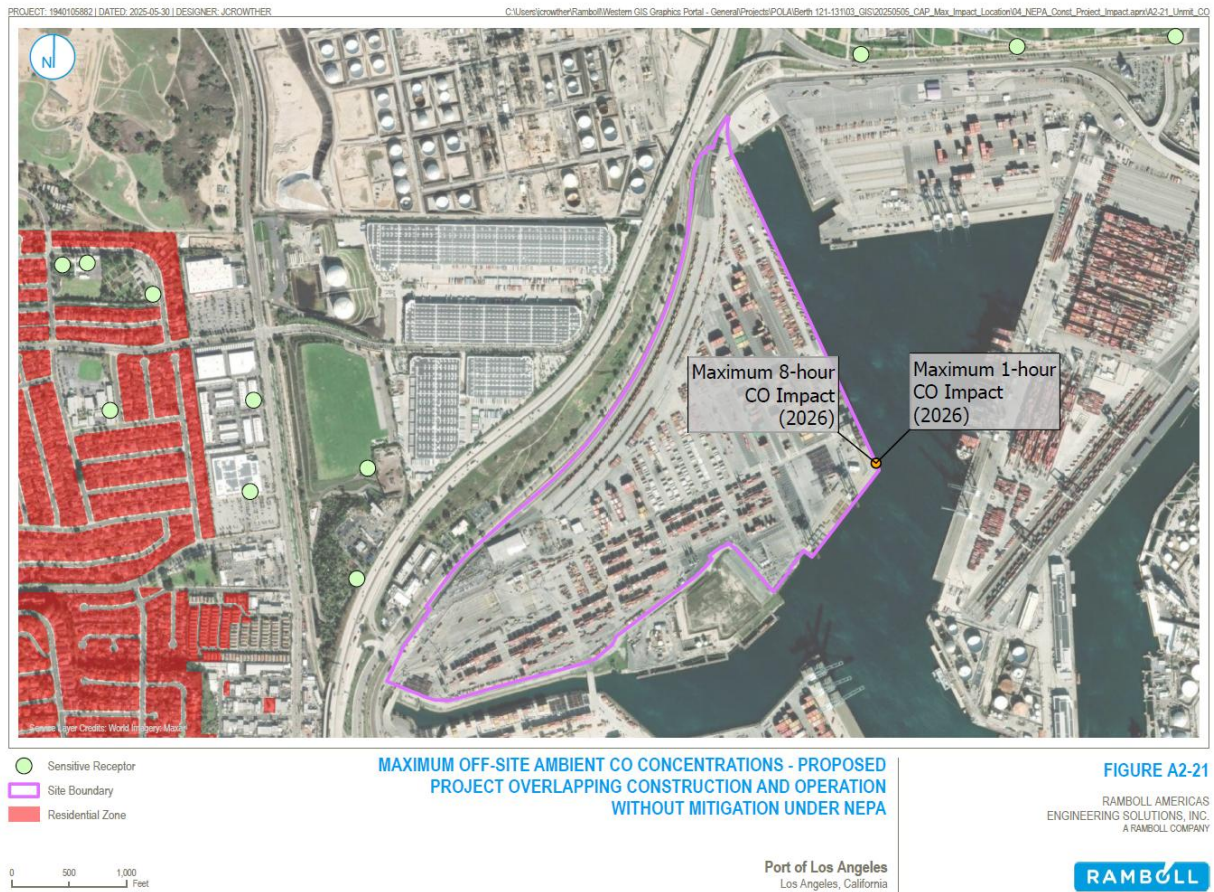 PROJECT: 1940105882 | DATED: 2025-05-30 | DESIGNER: JCROWTHER
C:\Users\jcrowther\Ramboll\Western GIS Graphics Portal - General\Projects\POLA\Berth 121-131\03_GIS\20250505_CAP_Max_Impact_Location\04_NEPA_Const_Project_Impact.aprx\A2-21_Unmit_CO
N
Maximum 8-hour
CO Impact
(2026)
Maximum 1-hour
CO Impact
(2026)
Service Layer Credits: World Imagery: Maxar
Sensitive Receptor
Site Boundary
Residential Zone
0 500 1,000
Feet
MAXIMUM OFF-SITE AMBIENT CO CONCENTRATIONS - PROPOSED
PROJECT OVERLAPPING CONSTRUCTION AND OPERATION
WITHOUT MITIGATION UNDER NEPA
Port of Los Angeles
Los Angeles, California
FIGURE A2-21
RAMBOLL AMERICAS
ENGINEERING SOLUTIONS, INC.
A RAMBOLL COMPANY
RAMBOLL